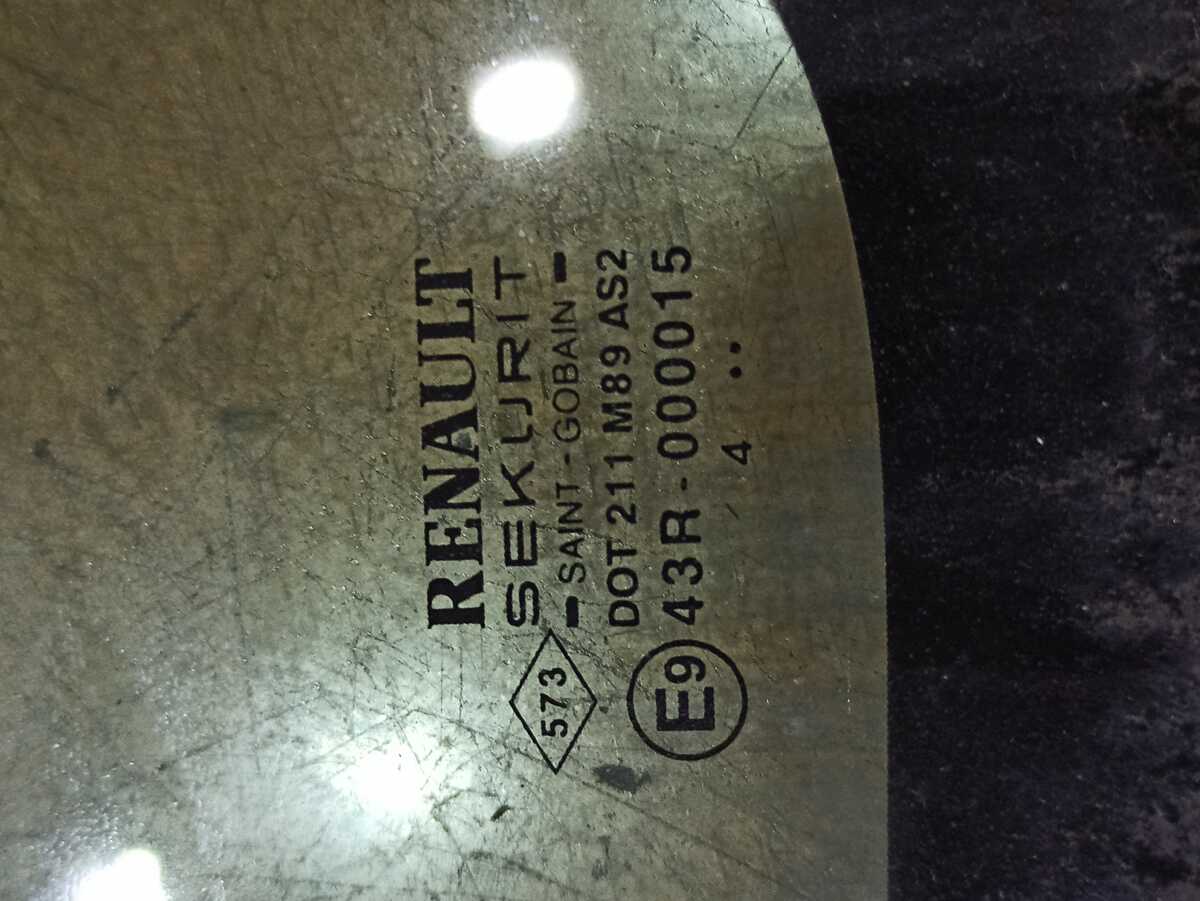 RENAULT
SEKURIT
- SAINT-GOBAIN -
573
DOT 211 M89 AS2
E9 43R-000015
4 ..